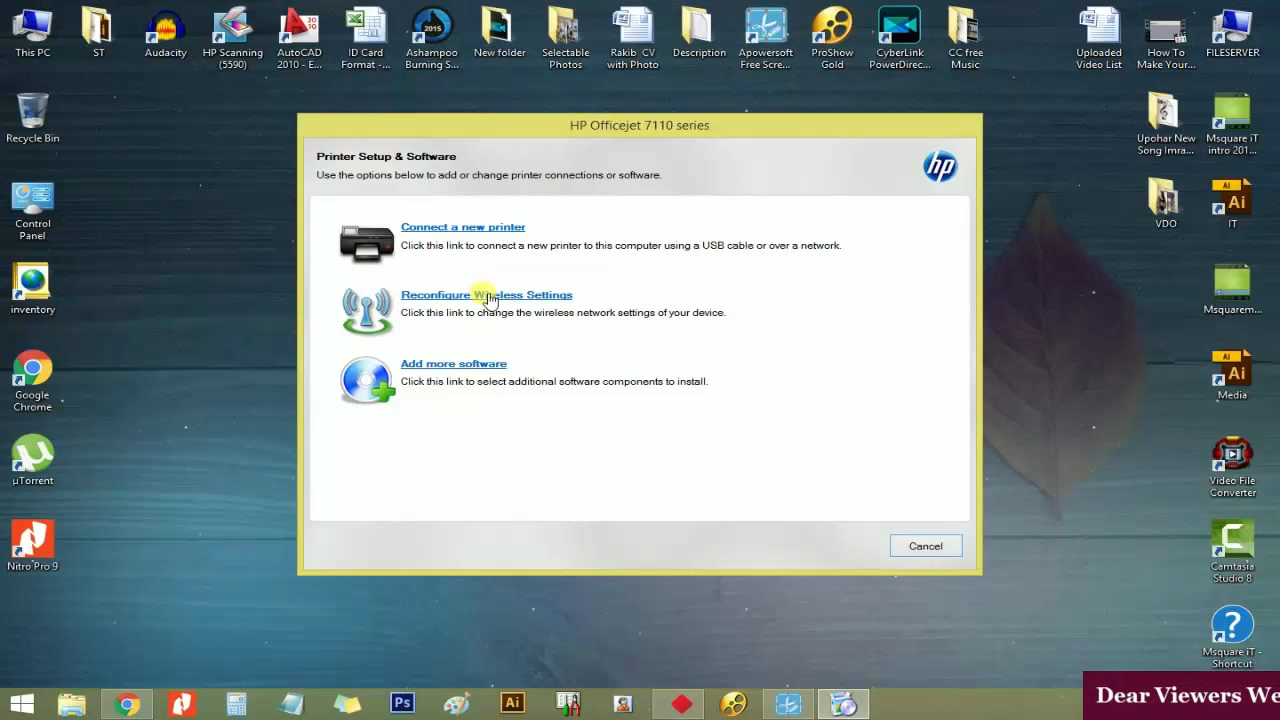 This PC
ST
Audacity
HP Scanning
(5590)
AutoCAD
2010 - E...
ID Card
Format -...
Ashampoo
Burning S...
New folder
Selectable
Photos
Rakib_CV
with Photo
Description
Apowersoft
Free Scre...
ProShow
Gold
CyberLink
PowerDirec...
CC free
Music
Uploaded
Video List
How To
Make Your...
FILESERVER
Recycle Bin
Upohar New
Song Imra...
Msquare iT
intro 201...
Control
Panel
VDO
IT
inventory
Squarem...
Google
Chrome
Media
µTorrent
Video File
Converter
Nitro Pro 9
Camtasia
Studio 8
Msquare iT -
Shortcut
HP Officejet 7110 series
Printer Setup & Software
Use the options below to add or change printer connections or software.
hp
Connect a new printer
Click this link to connect a new printer to this computer using a USB cable or over a network.
Reconfigure Wireless Settings
Click this link to change the wireless network settings of your device.
Add more software
Click this link to select additional software components to install.
Cancel
Dear Viewers We